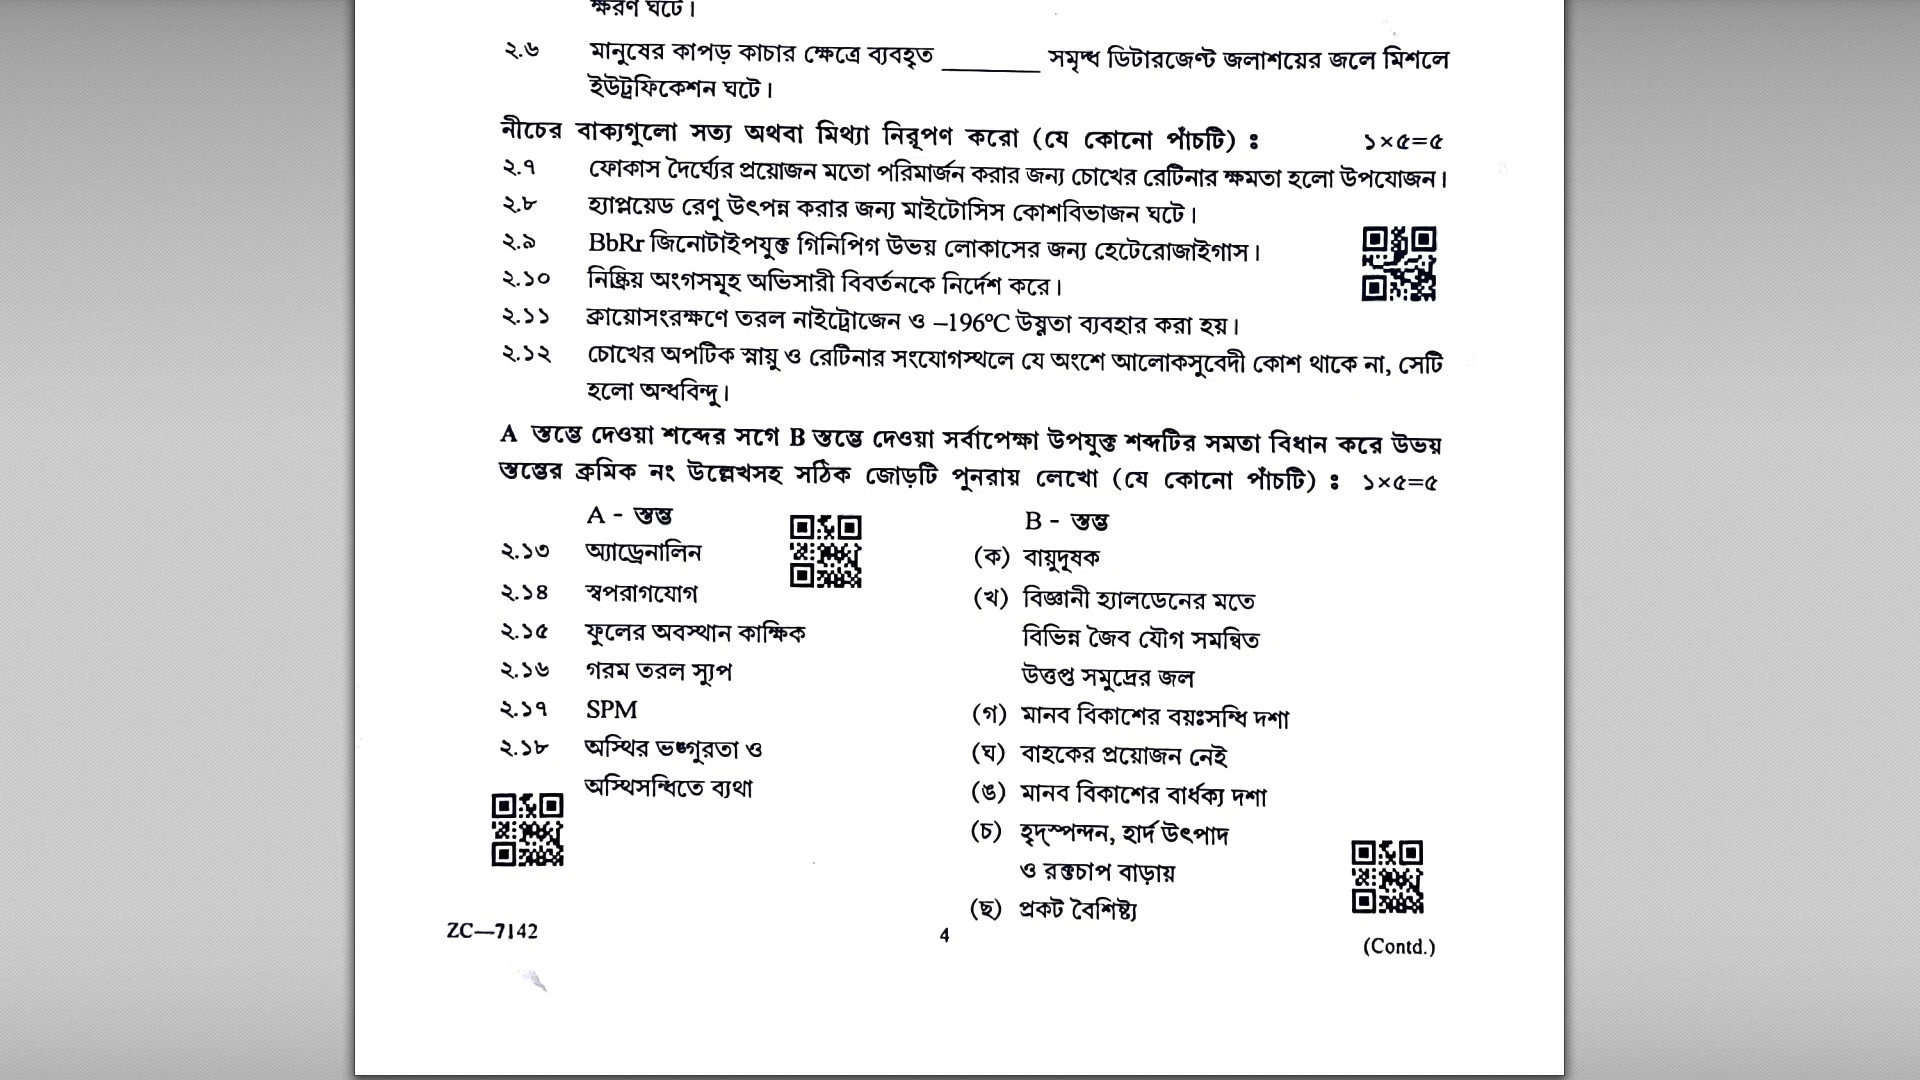 ক্ষরণ ঘটে।
২.৬ মানুষের কাপড় কাচার ক্ষেত্রে ব্যবহৃত ________ সমৃদ্ধ ডিটারজেন্ট জলাশয়ের জলে মিশলে
ইউট্রফিকেশন ঘটে।
নীচের বাক্যগুলো সত্য অথবা মিথ্যা নিরূপণ করো (যে কোনো পাঁচটি) : ১×৫=৫
২.৭ ফোকাস দৈর্ঘ্যের প্রয়োজন মতো পরিমার্জন করার জন্য চোখের রেটিনার ক্ষমতা হলো উপযোজন।
২.৮ হ্যাপ্লয়েড রেণু উৎপন্ন করার জন্য মাইটোসিস কোশবিভাজন ঘটে।
২.৯ BbRr জিনোটাইপযুক্ত গিনিপিগ উভয় লোকাসের জন্য হেটেরোজাইগাস।
২.১০ নিষ্ক্রিয় অংগসমূহ অভিসারী বিবর্তনকে নির্দেশ করে।
২.১১ ক্রায়োসংরক্ষণে তরল নাইট্রোজেন ও –196°C উষ্ণতা ব্যবহার করা হয়।
২.১২ চোখের অপটিক স্নায়ু ও রেটিনার সংযোগস্থলে যে অংশে আলোকসুবেদী কোশ থাকে না, সেটি
হলো অন্ধবিন্দু।
A স্তম্ভে দেওয়া শব্দের সঙ্গে B স্তম্ভে দেওয়া সর্বাপেক্ষা উপযুক্ত শব্দটির সমতা বিধান করে উভয়
স্তম্ভের ক্রমিক নং উল্লেখসহ সঠিক জোড়টি পুনরায় লেখো (যে কোনো পাঁচটি) : ১×৫=৫
A - স্তম্ভ B - স্তম্ভ
২.১৩ অ্যাড্রেনালিন (ক) বায়ুদূষক
২.১৪ স্বপরাগযোগ (খ) বিজ্ঞানী হ্যালডেনের মতে
২.১৫ ফুলের অবস্থান কাক্ষিক বিভিন্ন জৈব যৌগ সমন্বিত
২.১৬ গরম তরল স্যুপ উত্তপ্ত সমুদ্রের জল
২.১৭ SPM (গ) মানব বিকাশের বয়ঃসন্ধি দশা
২.১৮ অস্থির ভঙ্গুরতা ও (ঘ) বাহকের প্রয়োজন নেই
অস্থিসন্ধিতে ব্যথা (ঙ) মানব বিকাশের বার্ধক্য দশা
(চ) হৃদ্‌স্পন্দন, হার্দ উৎপাদ
ও রক্তচাপ বাড়ায়
(ছ) প্রকট বৈশিষ্ট্য
ZC—7142 4 (Contd.)